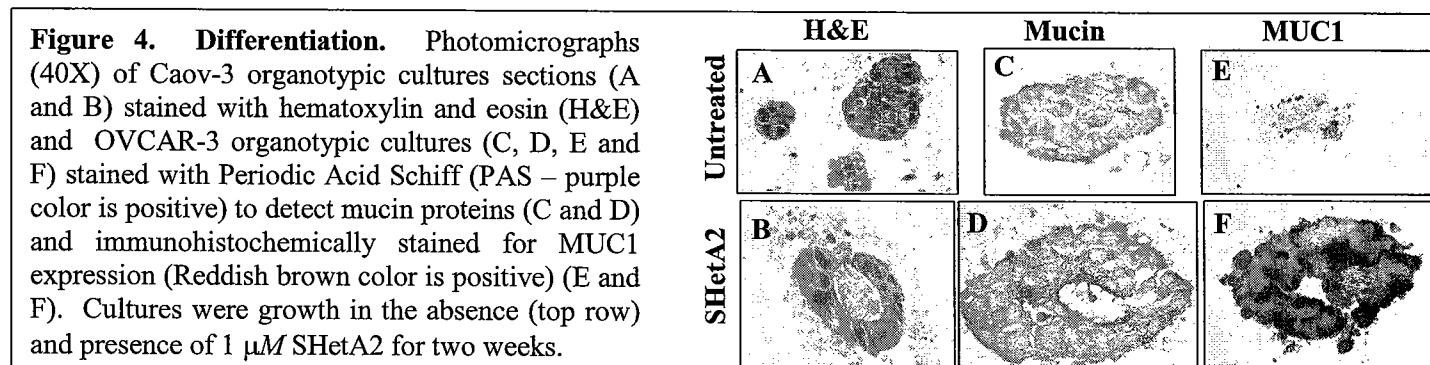 Figure 4. Differentiation. Photomicrographs
(40X) of Caov-3 organotypic cultures sections (A
and B) stained with hematoxylin and eosin (H&E)
and OVCAR-3 organotypic cultures (C, D, E and
F) stained with Periodic Acid Schiff (PAS – purple
color is positive) to detect mucin proteins (C and D)
and immunohistochemically stained for MUC1
expression (Reddish brown color is positive) (E and
F). Cultures were growth in the absence (top row)
and presence of 1 μM SHetA2 for two weeks.
H&E Mucin MUC1
Untreated
A C E
SHetA2
B D F